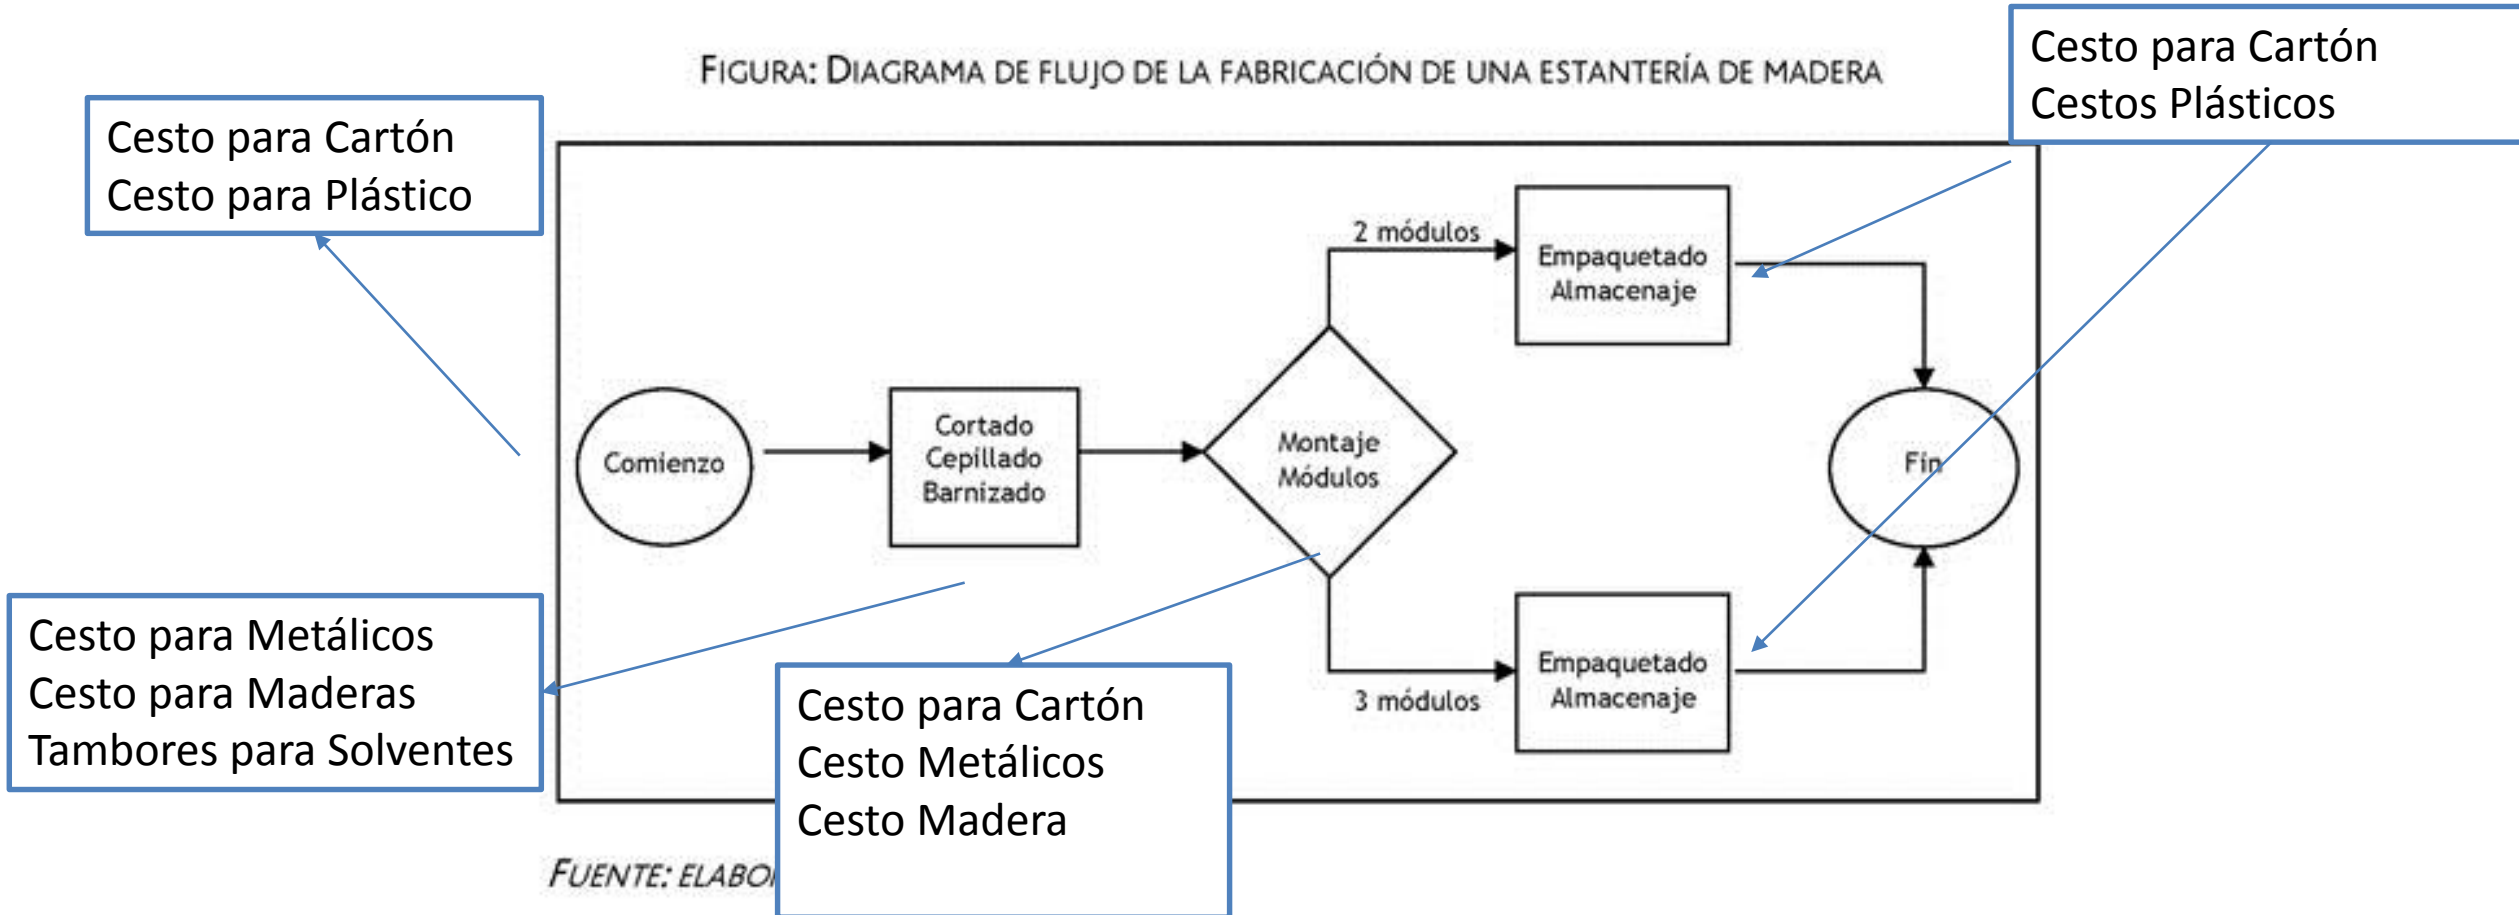 FIGURA: DIAGRAMA DE FLUJO DE LA FABRICACIÓN DE UNA ESTANTERÍA DE MADERA
Cesto para Cartón
Cestos Plásticos
Cesto para Cartón
Cesto para Plástico
2 módulos
Empaquetado
Almacenaje
Comienzo
Cortado
Cepillado
Barnizado
Montaje
Módulos
Fin
Cesto para Metálicos
Cesto para Maderas
Tambores para Solventes
Cesto para Cartón
Cesto Metálicos
Cesto Madera
3 módulos
Empaquetado
Almacenaje
FUENTE: